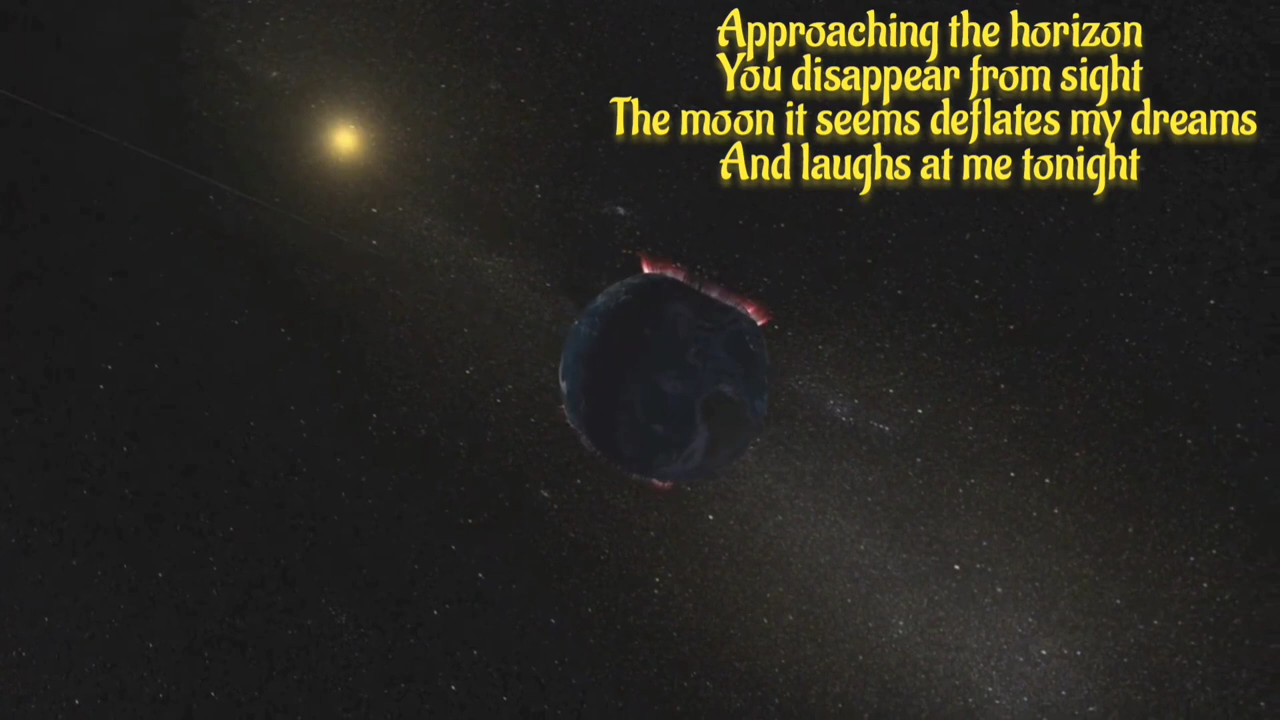 Approaching the horizon
You disappear from sight
The moon it seems deflates my dreams
And laughs at me tonight